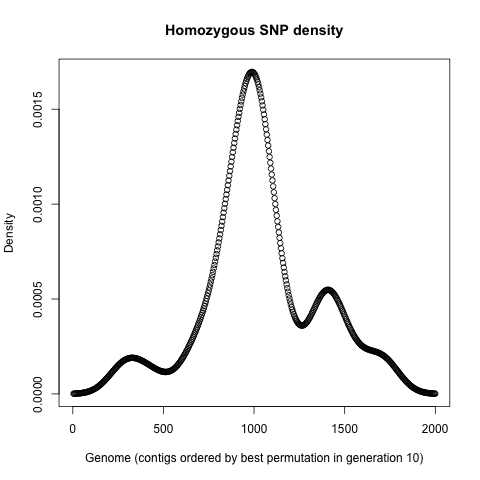 Homozygous SNP density
Density
0.0015
0.0010
0.0005
0.0000
0 500 1000 1500 2000
Genome (contigs ordered by best permutation in generation 10)